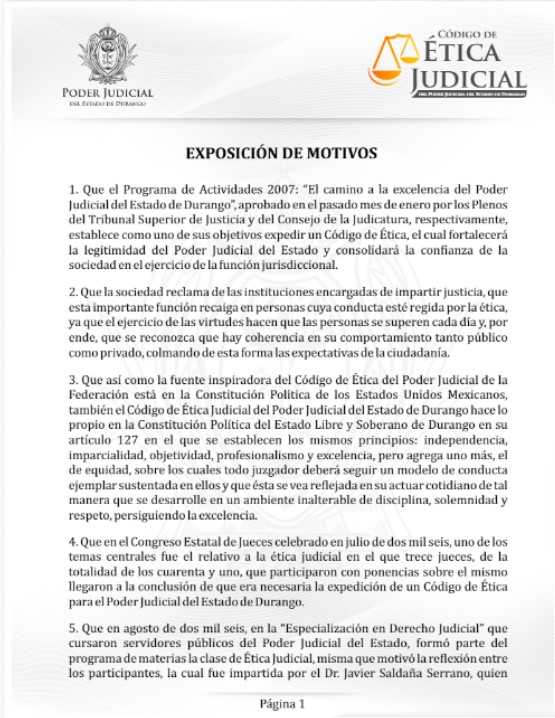 PODER JUDICIAL
DEL ESTADO DE DURANGO
CÓDIGO DE
ÉTICA
JUDICIAL
DEL PODER JUDICIAL DEL ESTADO DE DURANGO
EXPOSICIÓN DE MOTIVOS
1. Que el Programa de Actividades 2007: "El camino a la excelencia del Poder
Judicial del Estado de Durango", aprobado en el pasado mes de enero por los Plenos
del Tribunal Superior de Justicia y del Consejo de la Judicatura, respectivamente,
establece como uno de sus objetivos expedir un Código de Ética, el cual fortalecerá
la legitimidad del Poder Judicial del Estado y consolidará la confianza de la
sociedad en el ejercicio de la función jurisdiccional.
2. Que la sociedad reclama de las instituciones encargadas de impartir justicia, que
esta importante función recaiga en personas cuya conducta esté regida por la ética,
ya que el ejercicio de las virtudes hacen que las personas se superen cada día y, por
ende, que se reconozca que hay coherencia en su comportamiento tanto público
como privado, colmando de esta forma las expectativas de la ciudadanía.
3. Que así como la fuente inspiradora del Código de Ética del Poder Judicial de la
Federación está en la Constitución Política de los Estados Unidos Mexicanos,
también el Código de Ética Judicial del Poder Judicial del Estado de Durango hace lo
propio en la Constitución Política del Estado Libre y Soberano de Durango en su
artículo 127 en el que se establecen los mismos principios: independencia,
imparcialidad, objetividad, profesionalismo y excelencia, pero agrega uno más, el
de equidad, sobre los cuales todo juzgador deberá seguir un modelo de conducta
ejemplar sustentada en ellos y que ésta se vea reflejada en su actuar cotidiano de tal
manera que se desarrolle en un ambiente inalterable de disciplina, solemnidad y
respeto, persiguiendo la excelencia.
4. Que en el Congreso Estatal de Jueces celebrado en julio de dos mil seis, uno de los
temas centrales fue el relativo a la ética judicial en el que trece jueces, de la
totalidad de los cuarenta y uno, que participaron con ponencias sobre el mismo
llegaron a la conclusión de que era necesaria la expedición de un Código de Ética
para el Poder Judicial del Estado de Durango.
5. Que en agosto de dos mil seis, en la "Especialización en Derecho Judicial" que
cursaron servidores públicos del Poder Judicial del Estado, formó parte del
programa de materias la clase de Ética Judicial, misma que motivó la reflexión entre
los participantes, la cual fue impartida por el Dr. Javier Saldaña Serrano, quien
Página 1